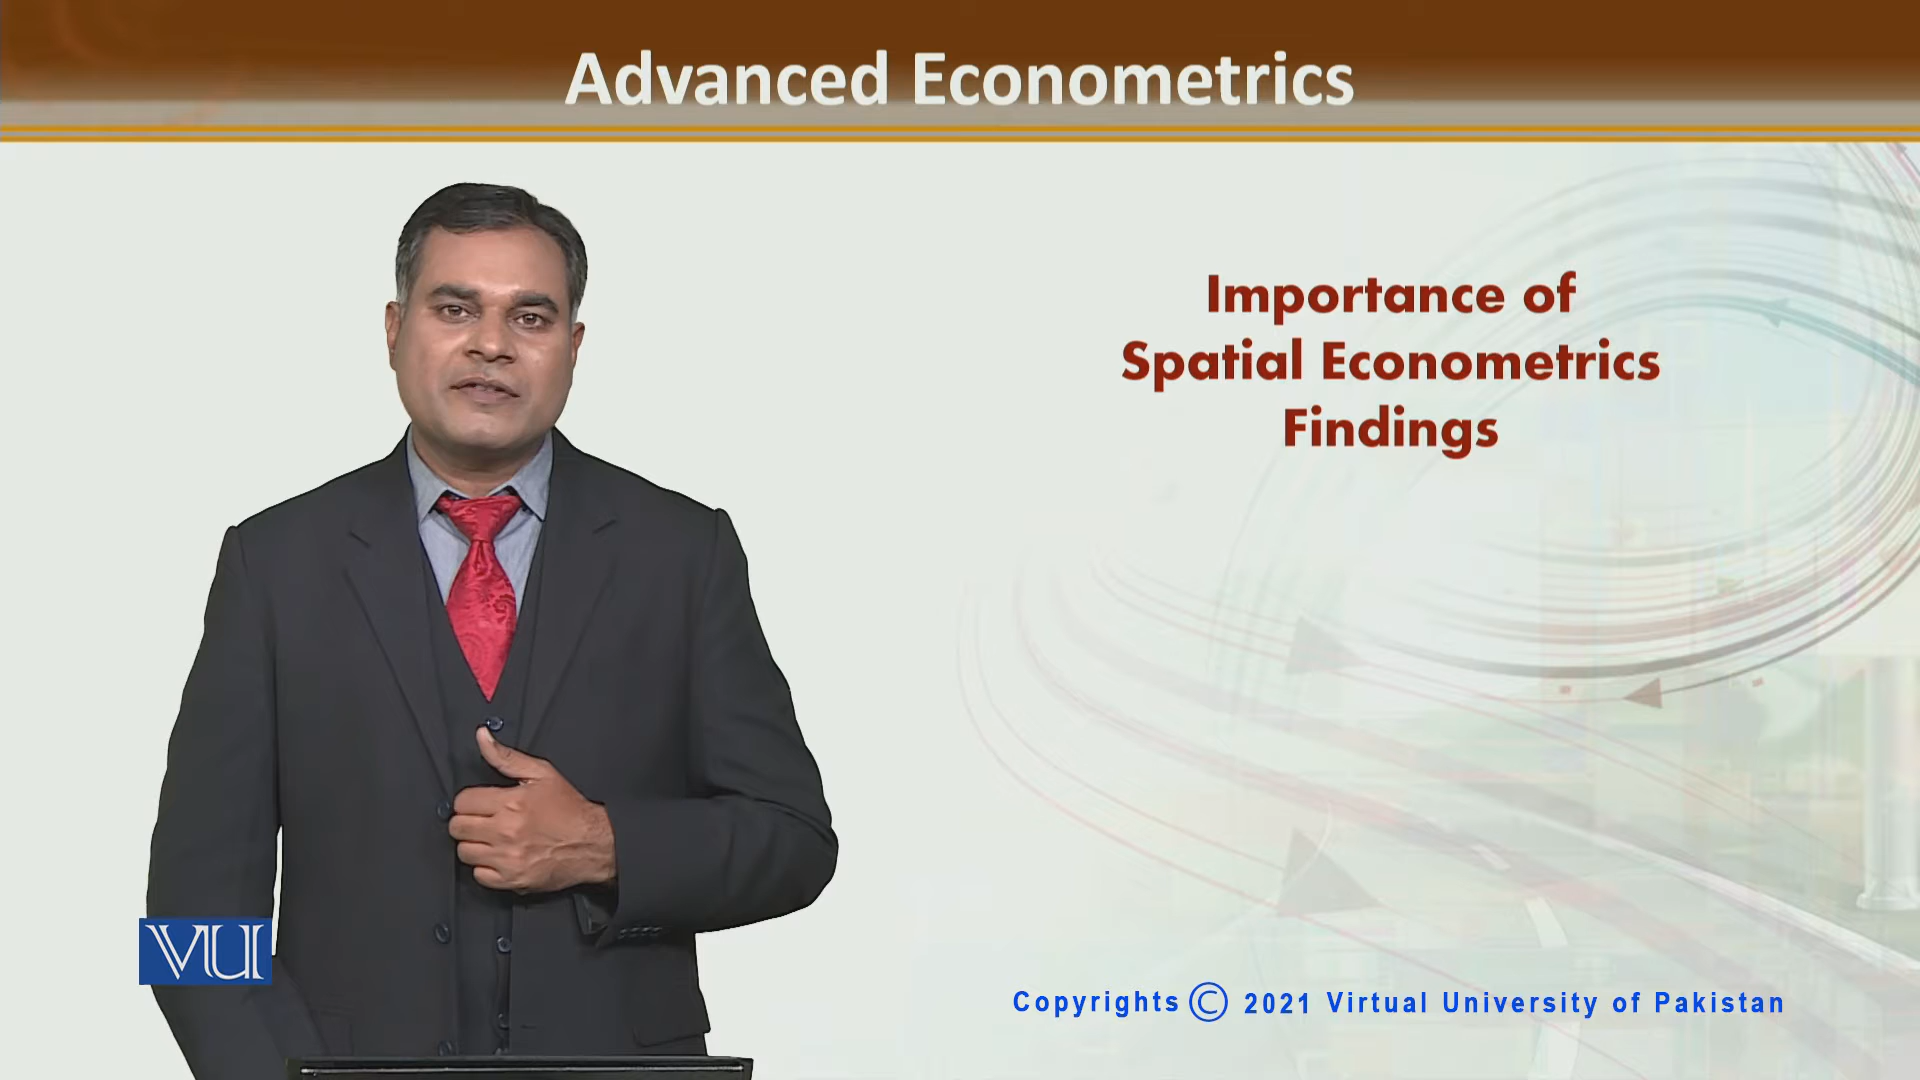 Advanced Econometrics
Importance of
Spatial Econometrics
Findings
VU
Copyrights © 2021 Virtual University of Pakistan